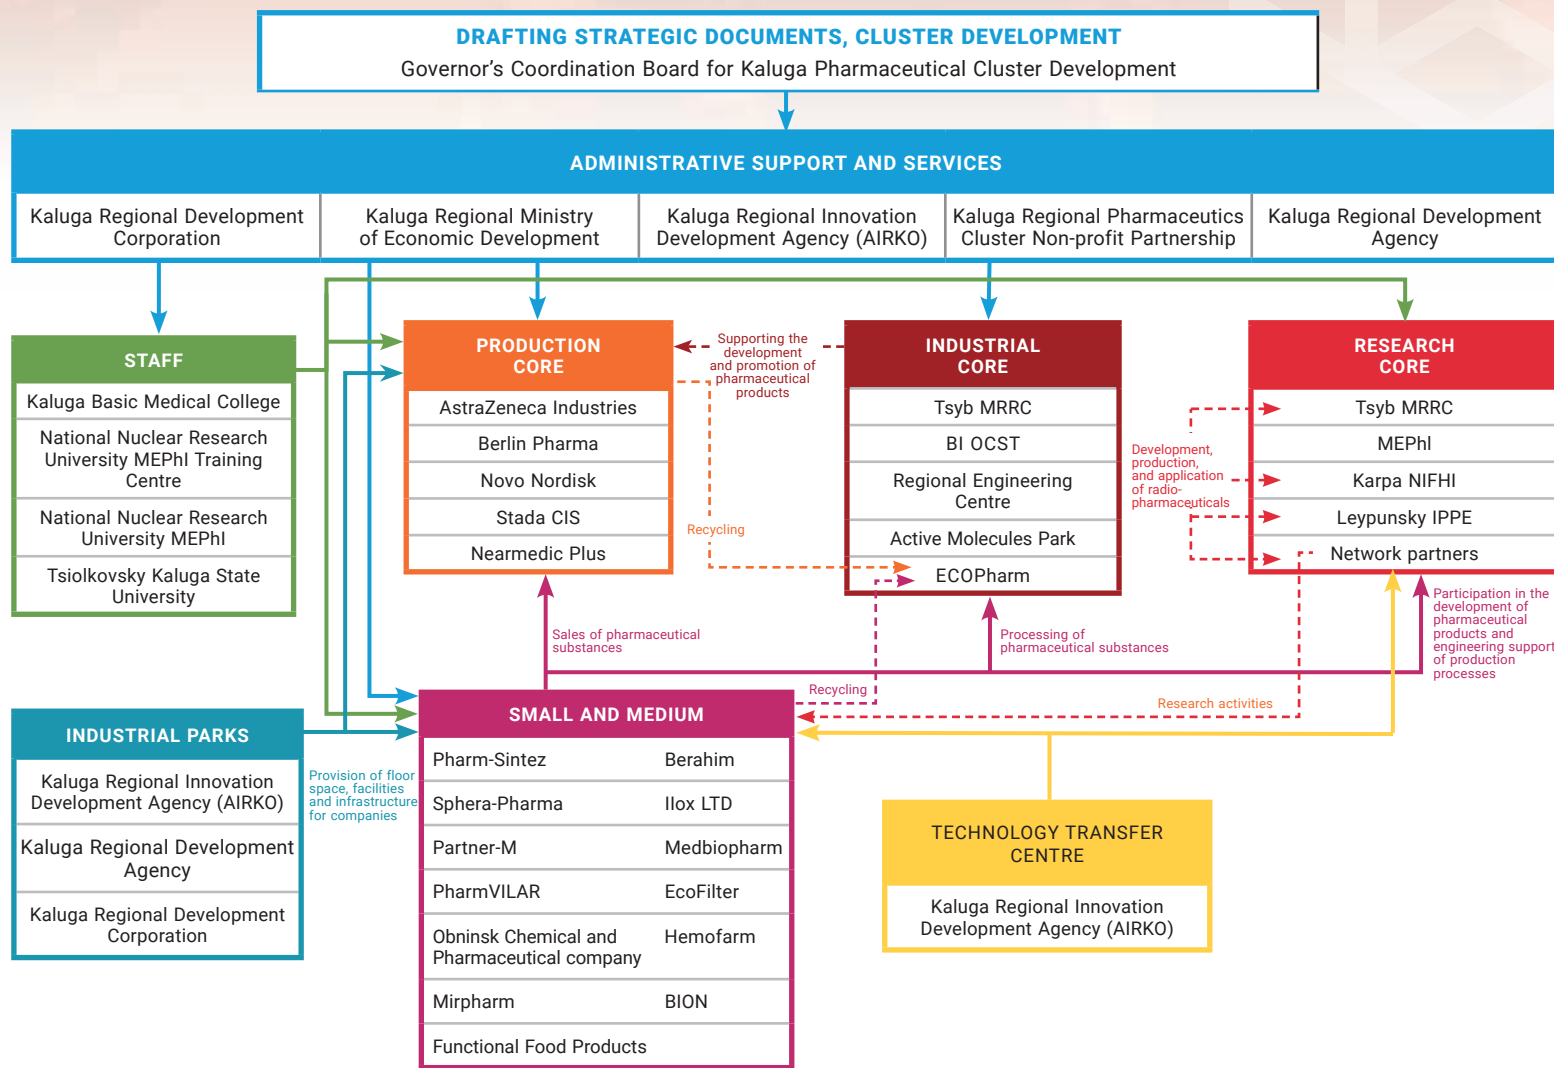 DRAFTING STRATEGIC DOCUMENTS, CLUSTER DEVELOPMENT
Governor's Coordination Board for Kaluga Pharmaceutical Cluster Development
ADMINISTRATIVE SUPPORT AND SERVICES
Kaluga Regional Development
Corporation
Kaluga Regional Ministry
of Economic Development
Kaluga Regional Innovation
Development Agency (AIRKO)
Kaluga Regional Pharmaceutics
Cluster Non-profit Partnership
Kaluga Regional Development
Agency
STAFF
Kaluga Basic Medical College
National Nuclear Research
University MEPhI Training
Centre
National Nuclear Research
University MEPhI
Tsiolkovsky Kaluga State
University
PRODUCTION
CORE
AstraZeneca Industries
Berlin Pharma
Novo Nordisk
Stada CIS
Nearmedic Plus
Supporting the
development
and promotion of
pharmaceutical
products
Recycling
INDUSTRIAL
CORE
Tsyb MRRC
BI OCST
Regional Engineering
Centre
Active Molecules Park
ECOPharm
Development,
production,
and application
of radio-
pharmaceuticals
RESEARCH
CORE
Tsyb MRRC
MEPhI
Karpa NIFHI
Leypunsky IPPE
Network partners
Sales of pharmaceutical
substances
Processing of
pharmaceutical substances
Participation in the
development of
pharmaceutical
products and
engineering support
of production
processes
Recycling
Research activities
INDUSTRIAL PARKS
Kaluga Regional Innovation
Development Agency (AIRKO)
Kaluga Regional Development
Agency
Kaluga Regional Development
Corporation
Provision of floor
space, facilities
and infrastructure
for companies
SMALL AND MEDIUM
Pharm-Sintez
Berahim
Sphera-Pharma
Ilox LTD
Partner-M
Medbiopharm
PharmVILAR
EcoFilter
Obninsk Chemical and
Pharmaceutical company
Hemofarm
Mirpharm
BION
Functional Food Products
TECHNOLOGY TRANSFER
CENTRE
Kaluga Regional Innovation
Development Agency (AIRKO)